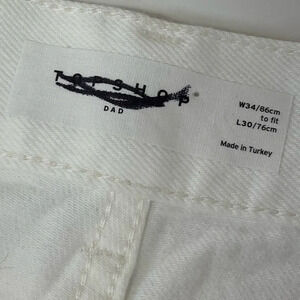 TOPSHOP
DAD
W34/86cm
to fit
L30/76cm
Made in Turkey